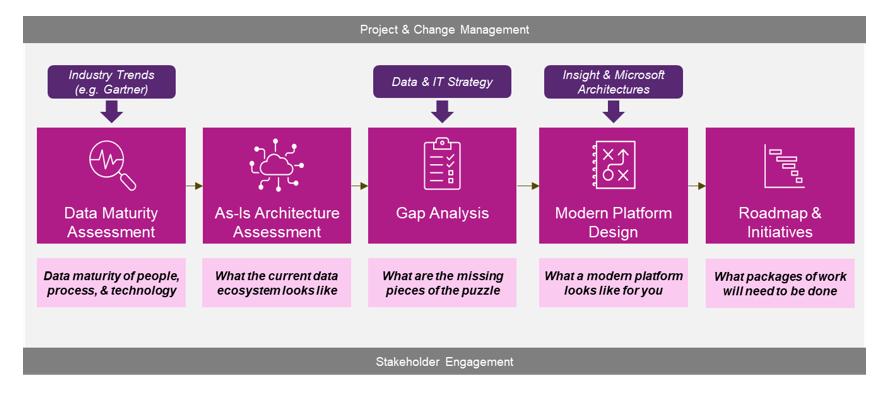 Project & Change Management
Industry Trends
(e.g. Gartner)
Data & IT Strategy
Insight & Microsoft
Architectures
Data Maturity
Assessment
As-Is Architecture
Assessment
Gap Analysis
Modern Platform
Design
Roadmap &
Initiatives
Data maturity of people,
process, & technology
What the current data
ecosystem looks like
What are the missing
pieces of the puzzle
What a modern platform
looks like for you
What packages of work
will need to be done
Stakeholder Engagement